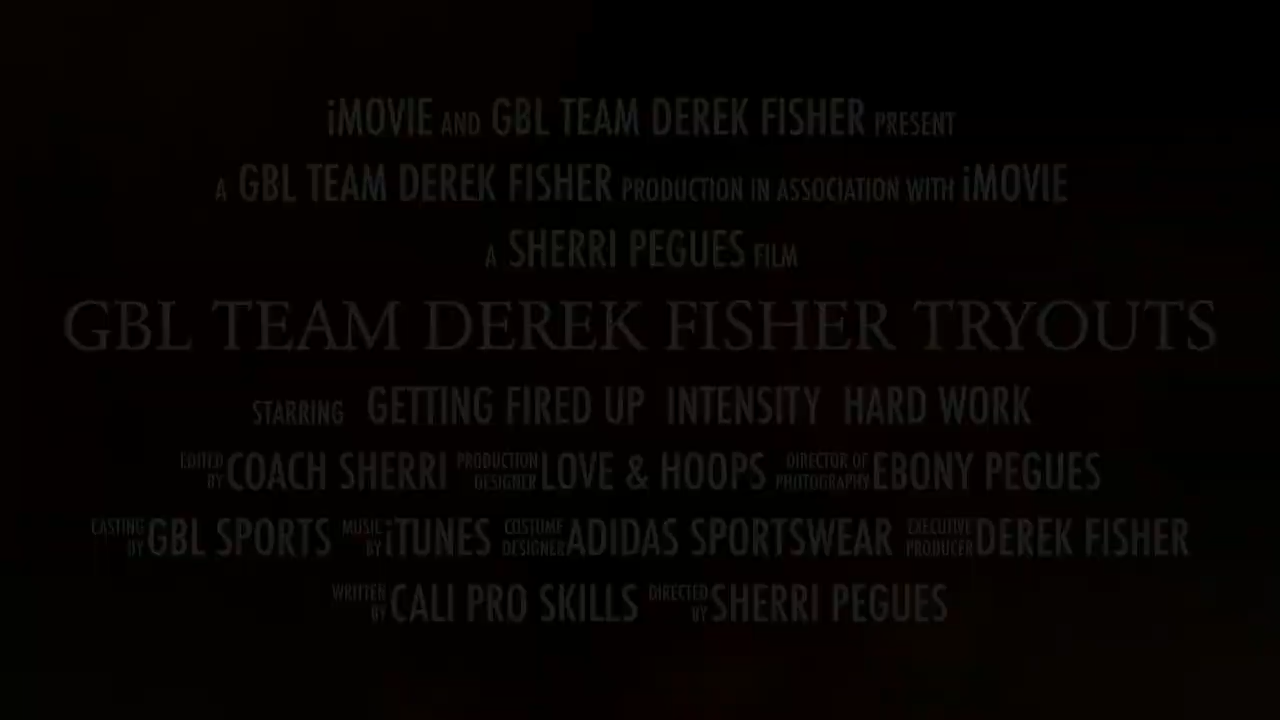 iMOVIE AND GBL TEAM DEREK FISHER PRESENT
A GBL TEAM DEREK FISHER PRODUCTION IN ASSOCIATION WITH iMOVIE
A SHERRI PEGUES FILM
GBL TEAM DEREK FISHER TRYOUTS
STARRING GETTING FIRED UP INTENSITY HARD WORK
EDITED BY COACH SHERRI PRODUCTION DESIGNER LOVE & HOOPS DIRECTOR OF PHOTOGRAPHY EBONY PEGUES
CASTING BY GBL SPORTS MUSIC BY iTUNES COSTUME DESIGNER ADIDAS SPORTSWEAR EXECUTIVE PRODUCER DEREK FISHER
WRITTEN BY CALI PRO SKILLS DIRECTED BY SHERRI PEGUES